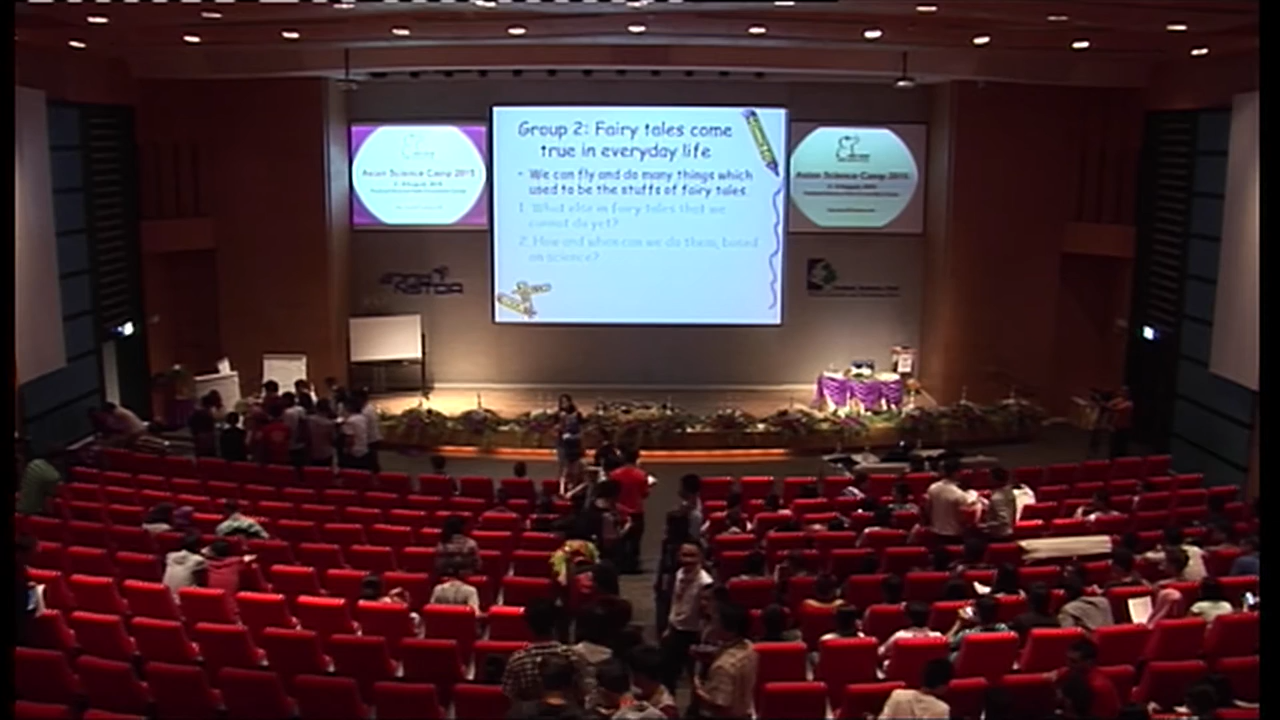 Group 2: Fairy tales come
true in everyday life
- We can fly and do many things which
used to be the stuffs of fairy tales.
1. What else in fairy tales that we
cannot do yet?
2. How and when can we do them, based
on science?
Asian Science Camp 2015
Asian Science Camp 2015